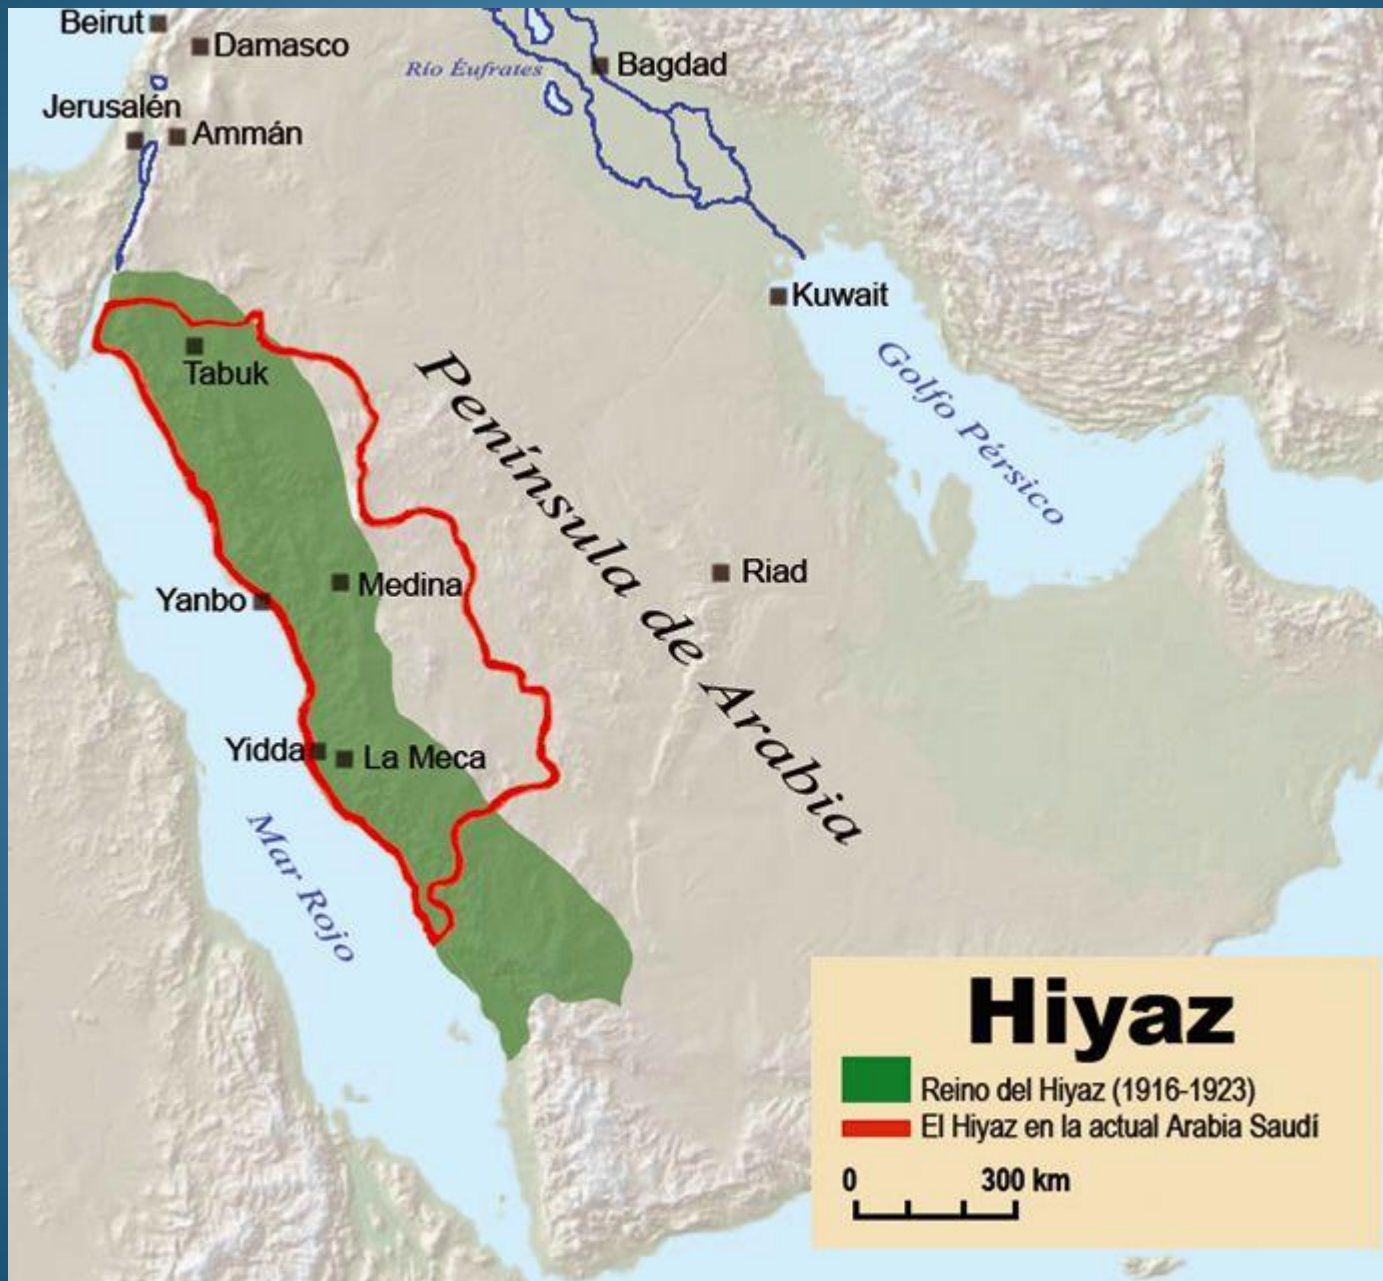 Beirut
Damasco
Río Éufrates
Bagdad
Jerusalén
Ammán
Kuwait
Tabuk
Golfo Pérsico
Península de Arabia
Riad
Medina
Yanbo
Yidda
La Meca
Mar Rojo
Hiyaz
Reino del Hiyaz (1916-1923)
El Hiyaz en la actual Arabia Saudí
0 300 km